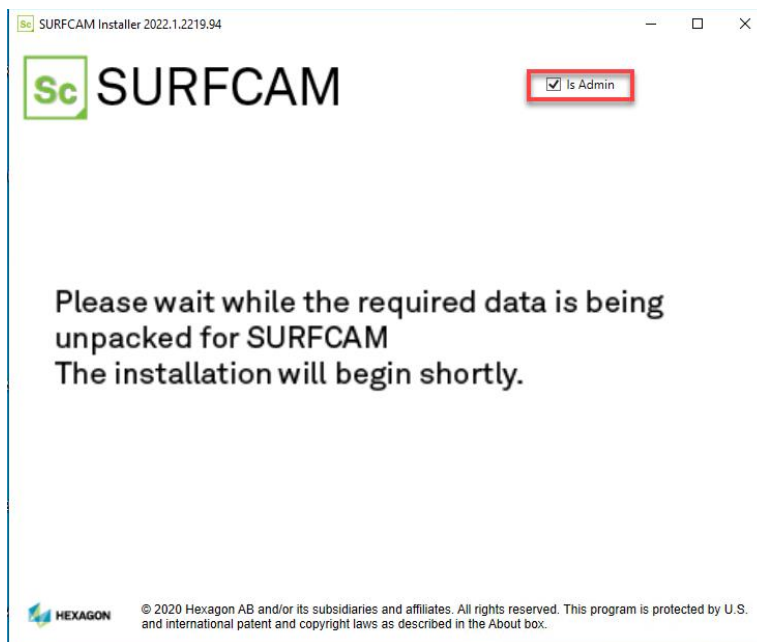 Sc SURFCAM Installer 2022.1.2219.94
Sc SURFCAM
Is Admin
Please wait while the required data is being
unpacked for SURFCAM
The installation will begin shortly.
HEXAGON
© 2020 Hexagon AB and/or its subsidiaries and affiliates. All rights reserved. This program is protected by U.S.
and international patent and copyright laws as described in the About box.